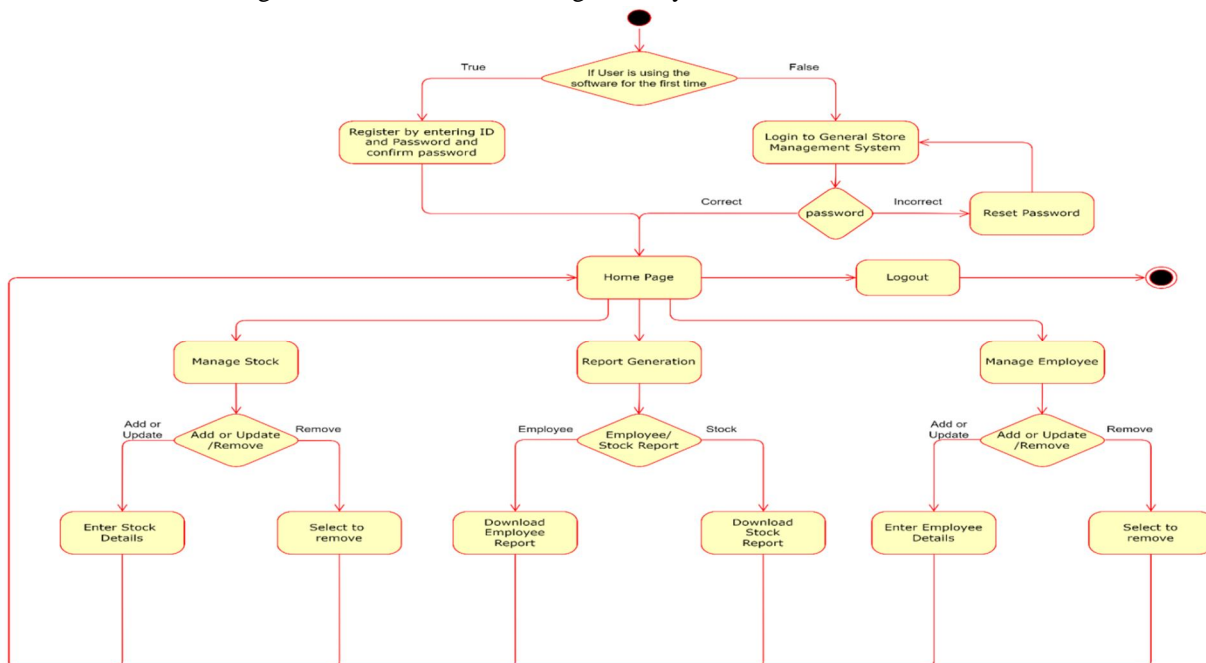 If User is using the
software for the first time
True
False
Register by entering ID
and Password and
confirm password
Login to General Store
Management System
Correct
password
Incorrect
Reset Password
Home Page
Logout
Manage Stock
Report Generation
Manage Employee
Add or
Update
Add or Update
/Remove
Remove
Employee
Employee/
Stock Report
Stock
Add or
Update
Add or Update
/Remove
Remove
Enter Stock
Details
Select to
remove
Download
Employee
Report
Download
Stock
Report
Enter Employee
Details
Select to
remove